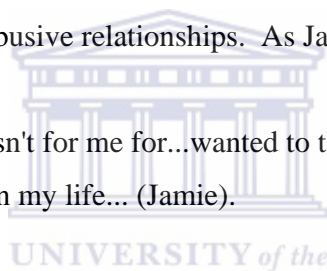 busive relationships.  As Ja
sn't for me for...wanted to t
n my life... (Jamie).
UNIVERSITY of the